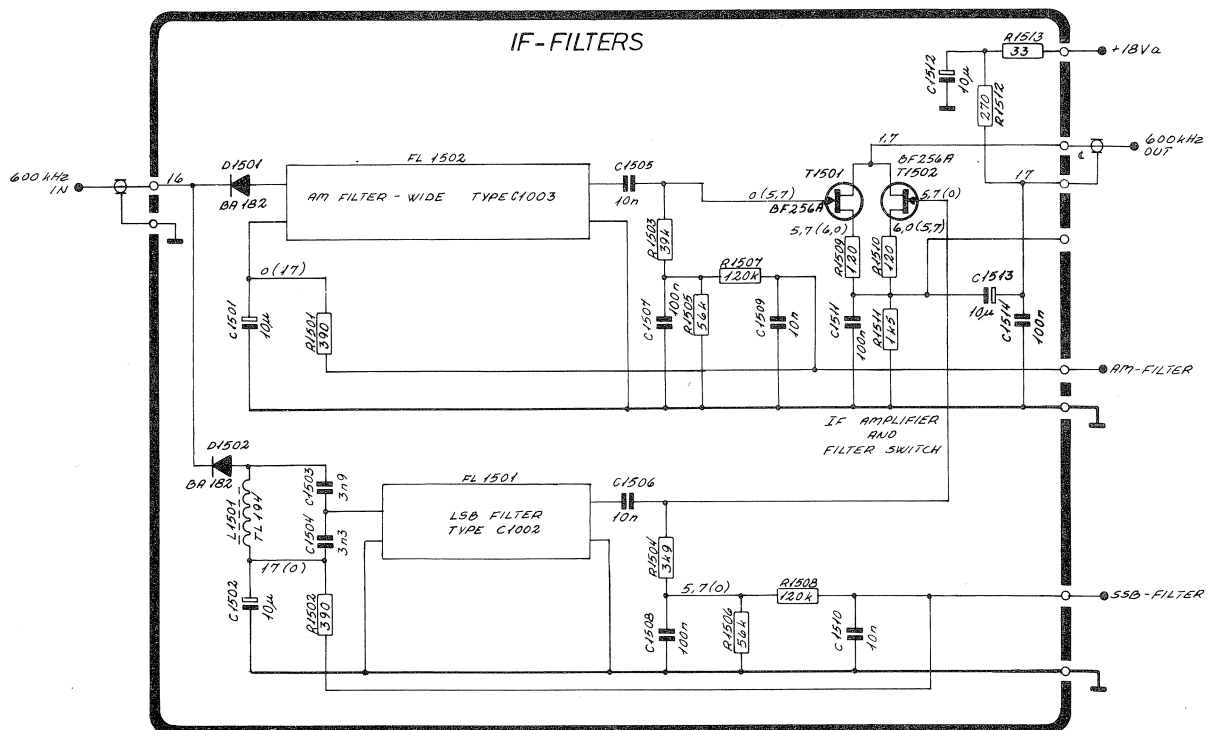 IF-FILTERS
R1513
33
+18Va
C1512
10µ
270
R1512
1,7
600kHz
OUT
600kHz
IN
16
D1501
BA182
FL 1502
AM FILTER - WIDE TYPE C1003
C1505
10n
T1501
BF256A
T1502
0(5,7)
BF256A
5,7(0)
17
R1503
39k
5,7(6,0)
6,0(5,7)
R1509
120
R1510
120
0(17)
R1507
120k
C1501
10µ
R1501
390
C1507
100n
R1505
56k
C1509
10n
C1511
100n
R1511
1k5
C1513
10µ
C1514
100n
AM-FILTER
IF AMPLIFIER
AND
FILTER SWITCH
D1502
BA182
L1501
TL194
C1503
3n9
C1504
3n3
FL 1501
LSB FILTER
TYPE C1002
C1506
10n
17(0)
R1504
3k9
C1502
10µ
R1502
390
5,7(0)
R1508
120k
C1508
100n
R1506
56k
C1510
10n
SSB-FILTER